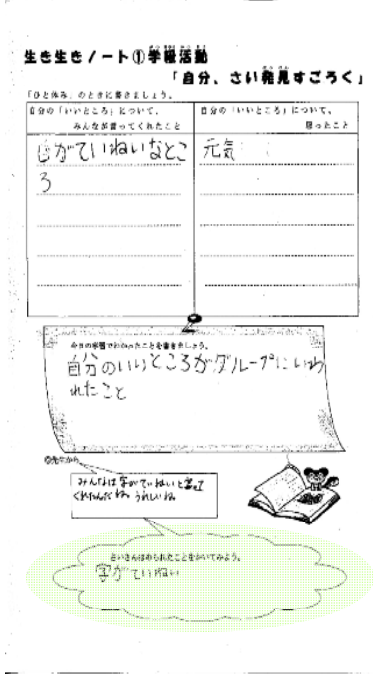 生き生きノート①学級活動
「自分、さい発見すごろく」
「ひと休み」のときに書きましょう。
自分の「いいところ」について、
みんなが言ってくれたこと
がていねいなとこ
ろ
自分の「いいところ」について、
思ったこと
元気
今日の学習でわかったことを書きましょう。
自分のいいところがグループにいわ
れたこと
◎先生から
みんなは字がていねいと言って
くれたんだね。うれしいね
さいきんほめられたことをかいてみよう。
字がていねい